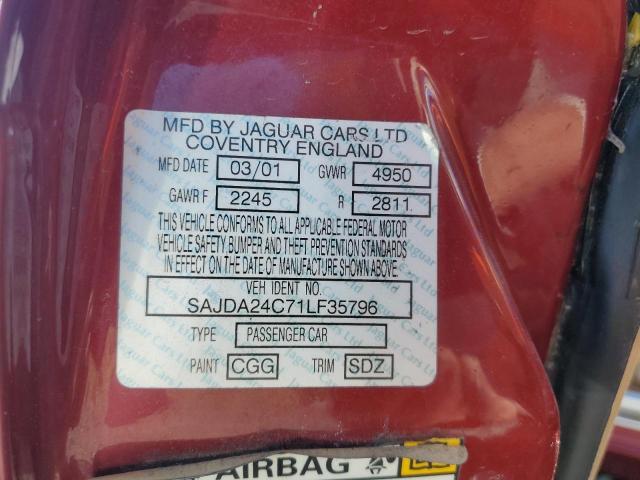 MFD BY JAGUAR CARS LTD
COVENTRY ENGLAND
MFD DATE 03/01 GVWR 4950
GAWR F 2245 R 2811
THIS VEHICLE CONFORMS TO ALL APPLICABLE FEDERAL MOTOR
VEHICLE SAFETY, BUMPER AND THEFT PREVENTION STANDARDS
IN EFFECT ON THE DATE OF MANUFACTURE SHOWN ABOVE.
VEH IDENT NO.
SAJDA24C71LF35796
TYPE PASSENGER CAR
PAINT CGG TRIM SDZ
AIRBAG